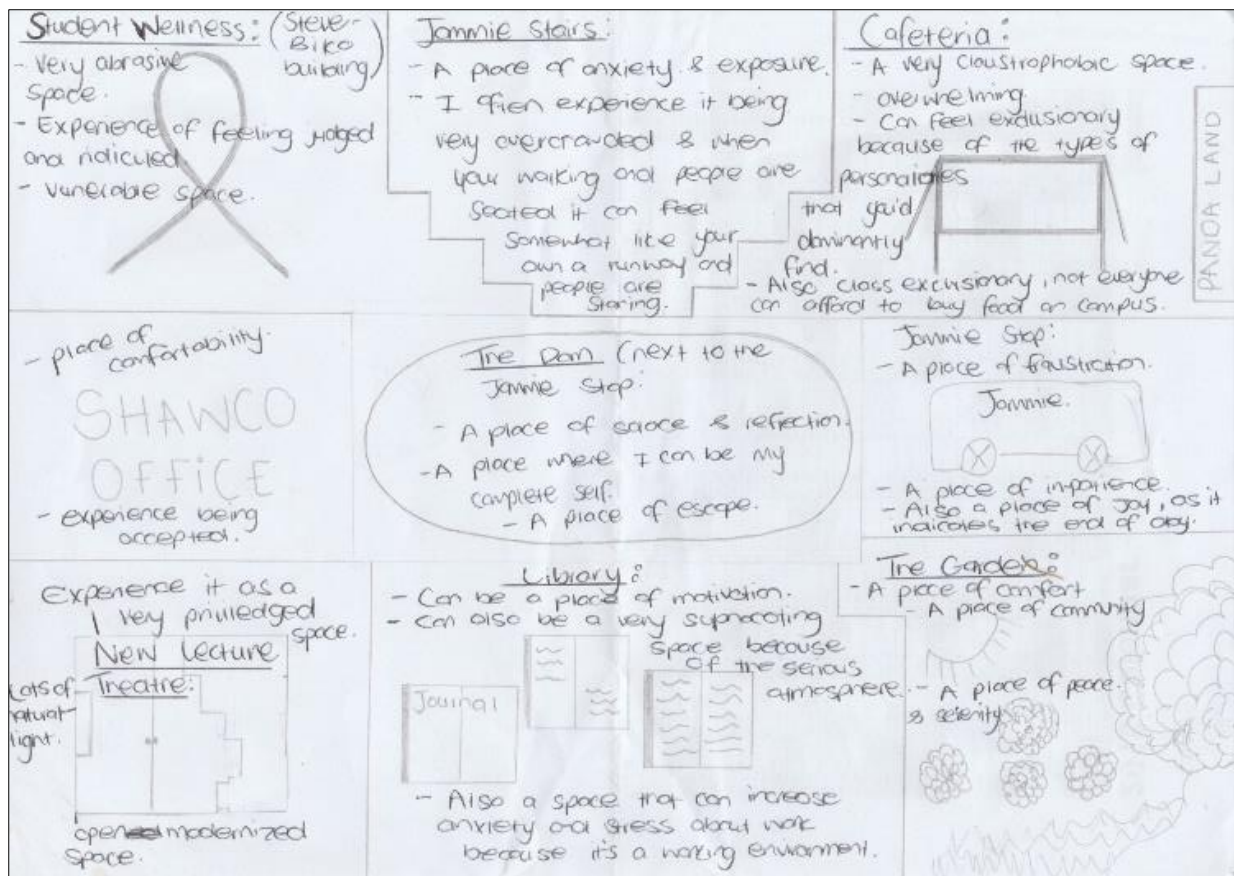 Student Wellness: (Steve-
Biko
building)
- Very abrasive
space.
- Experience of feeling judged
and ridiculed
- vunerable space.
Jammie Stairs:
- A place of anxiety & exposure.
- I often experience it being
very overcrowded & when
your walking and people are
seated it can feel
somewhat like your
own a runway and
people are
staring.
Cafeteria:
- A very claustrophobic space.
- overwhelming
- Can feel exclusionary
because of the types of
personalities
that you'd
dominantly
find.
- Also class exclusionary, not everyone
can afford to buy food on campus.
PANDA LAND
- place of
comfortability.
SHAWCO
OFFICE
- experience being
accepted.
The Dam (next to the
Jammie Stop:
- A place of solace & reflection.
- A place where I can be my
complete self.
- A place of escape.
Jammie Stop:
- A place of fraustration.
Jammie.
- A place of inpatience.
- Also a place of Joy, as it
indicates the end of day.
Experience it as a
very priviledged
space.
New Lecture
Theatre:
Lots of
natural
light.
open modernized
space.
Library:
- Can be a place of motivation.
- Can also be a very suffocating
space because
of the serious
atmosphere.
Journal
- Also a space that can increase
anxiety and stress about work
because it's a working environment.
The Garden:
- A place of comfort
- A place of community
- A place of peace
& serenity